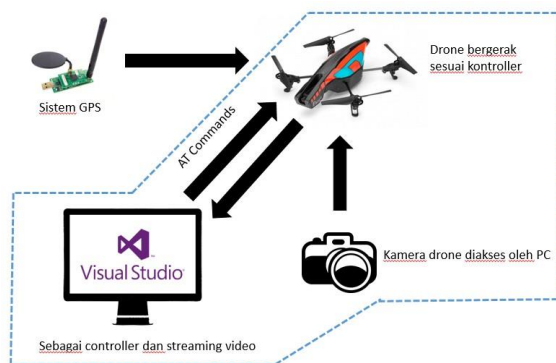 Drone bergerak
sesuai kontroller
Sistem GPS
AT Commands
Visual Studio
Kamera drone diakses oleh PC
Sebagai controller dan streaming video